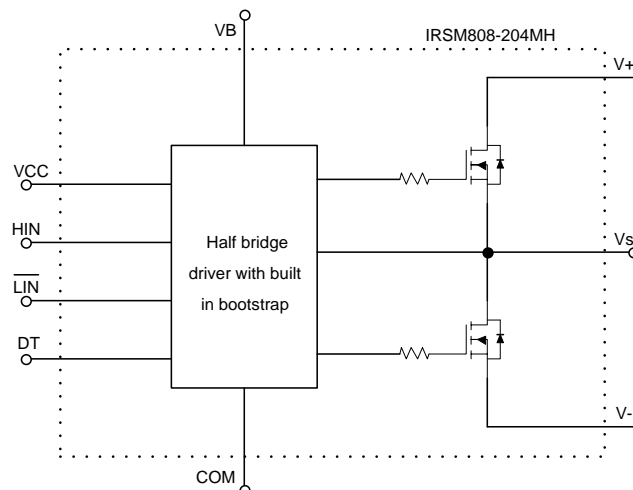 VB
IRSM808-204MH
V+
VCC
HIN
Half bridge
driver with built
in bootstrap
Vs
LIN
DT
V-
COM